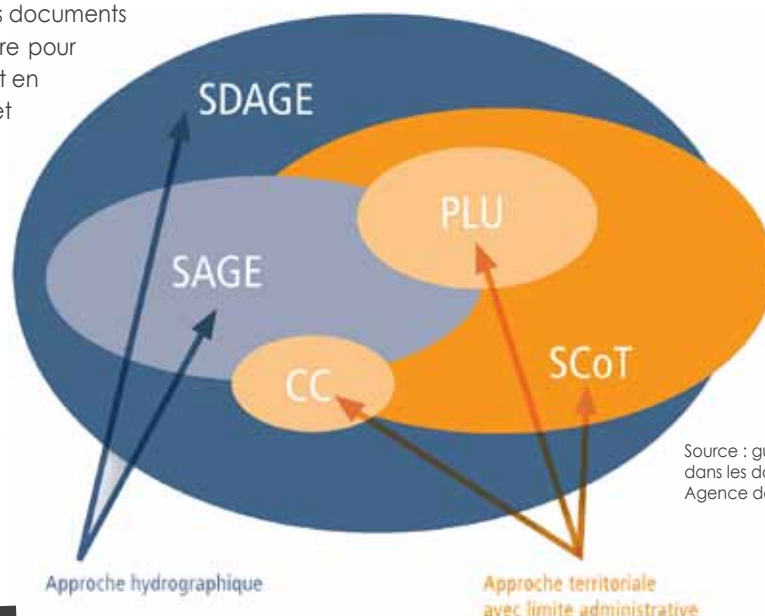 s documents
re pour
t en
et
SDAGE
PLU
SAGE
SCoT
CC
Source : gu
dans les do
Agence de
Approche hydrographique
Approche territoriale
avec limite administrative